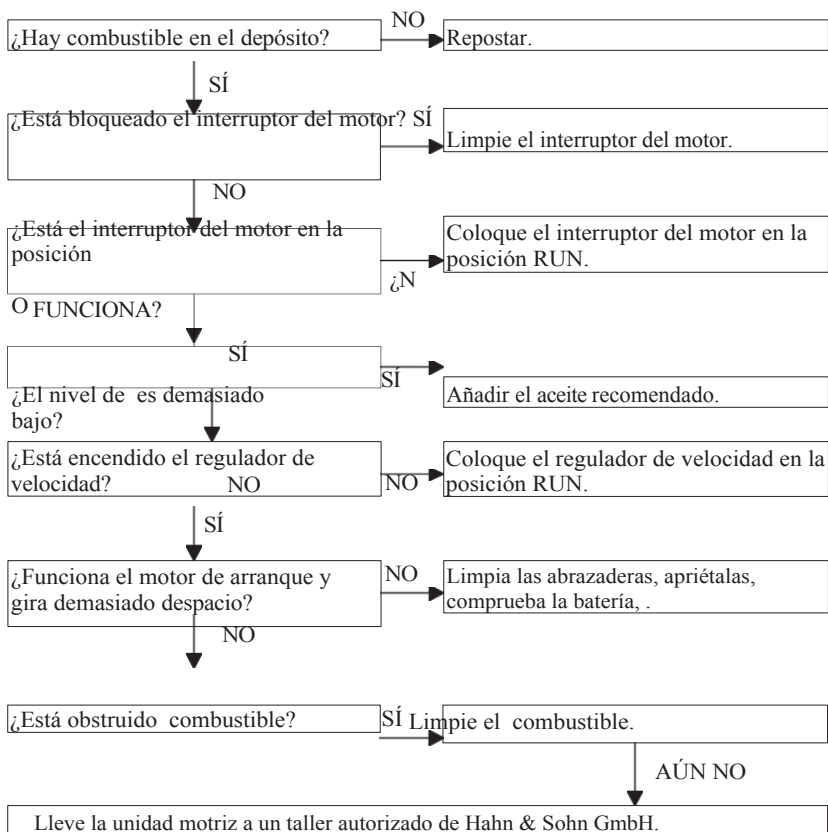 NO
¿Hay combustible en el depósito?
Repostar.
SÍ
¿Está bloqueado el interruptor del motor? SÍ
Limpie el interruptor del motor.
NO
¿Está el interruptor del motor en la
posición
Coloque el interruptor del motor en la
posición RUN.
¿N
O FUNCIONA?
SÍ
SÍ
¿El nivel de es demasiado
bajo?
Añadir el aceite recomendado.
¿Está encendido el regulador de
velocidad? NO
NO
Coloque el regulador de velocidad en la
posición RUN.
SÍ
¿Funciona el motor de arranque y
gira demasiado despacio?
NO
Limpia las abrazaderas, apriétalas,
comprueba la batería, .
NO
¿Está obstruido combustible?
SÍ
Limpie el combustible.
AÚN NO
Lleve la unidad motriz a un taller autorizado de Hahn & Sohn GmbH.